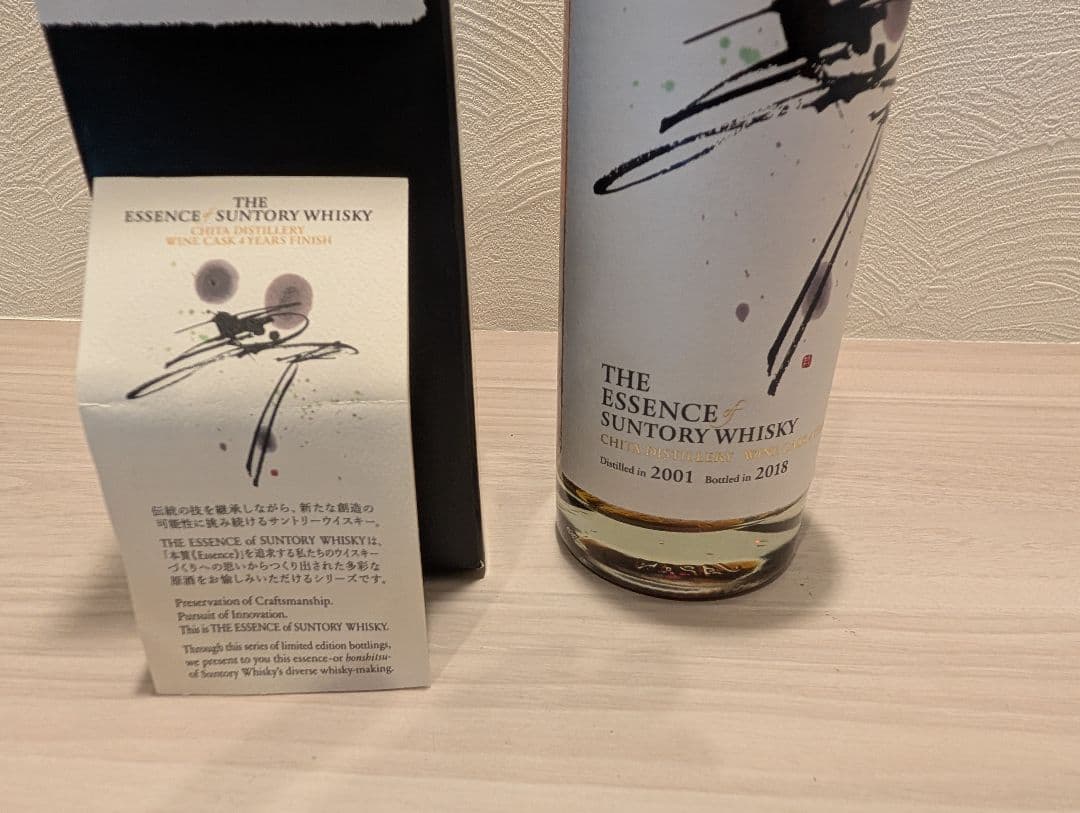 THE
ESSENCE of SUNTORY WHISKY
CHITA DISTILLERY
WINE CASK 4 YEARS FINISH
伝統の技を継承しながら、新たな創造の
可能性に挑み続けるサントリーウイスキー。
THE ESSENCE of SUNTORY WHISKYは、
「本質(Essence)」を追求する私たちのウイスキー
づくりへの思いからつくり出された多彩な
原酒をお愉しみいただけるシリーズです。
Preservation of Craftsmanship.
Pursuit of Innovation.
This is THE ESSENCE of SUNTORY WHISKY.
Through this series of limited edition bottlings,
we present to you this essence-or honshitsu-
of Suntory Whisky's diverse whisky-making.
THE
ESSENCE of
SUNTORY WHISKY
CHITA DISTILLERY WINE CASK
Distilled in 2001 Bottled in 2018